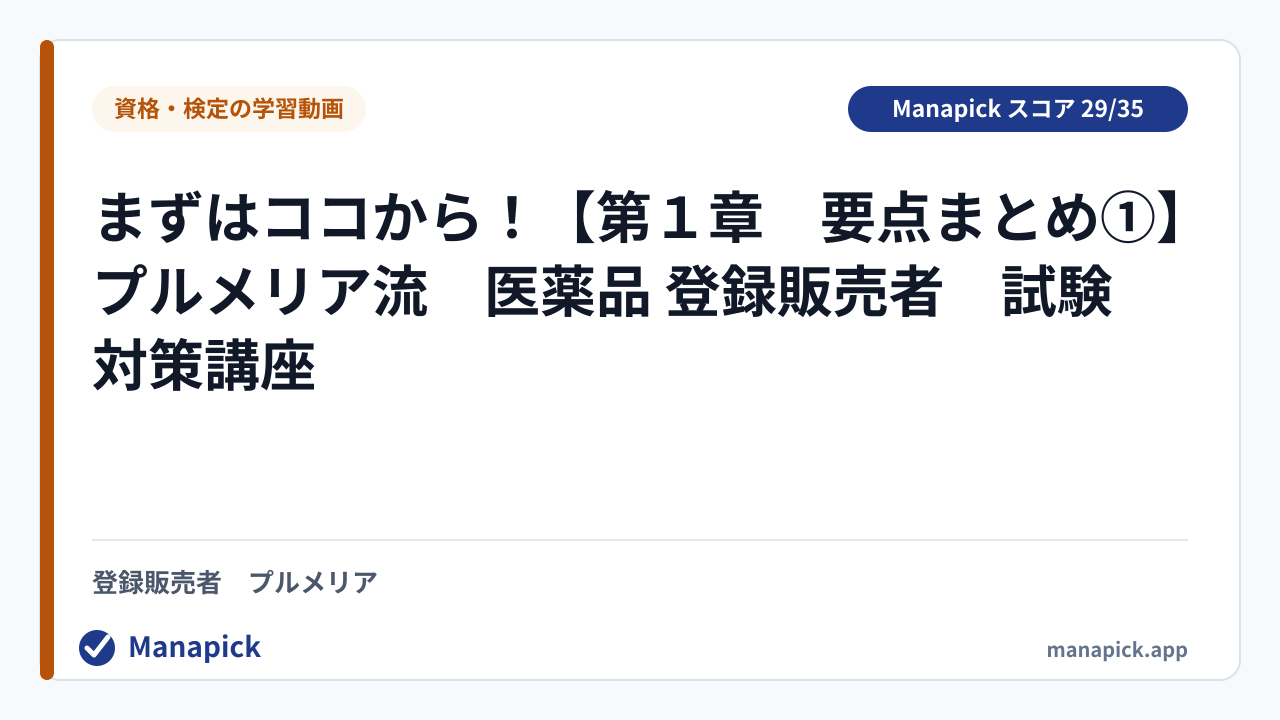 資格・検定の学習動画
Manapick スコア 29/35
まずはココから！【第１章　要点まとめ①】
プルメリア流　医薬品 登録販売者　試験
対策講座
登録販売者　プルメリア
Manapick
manapick.app